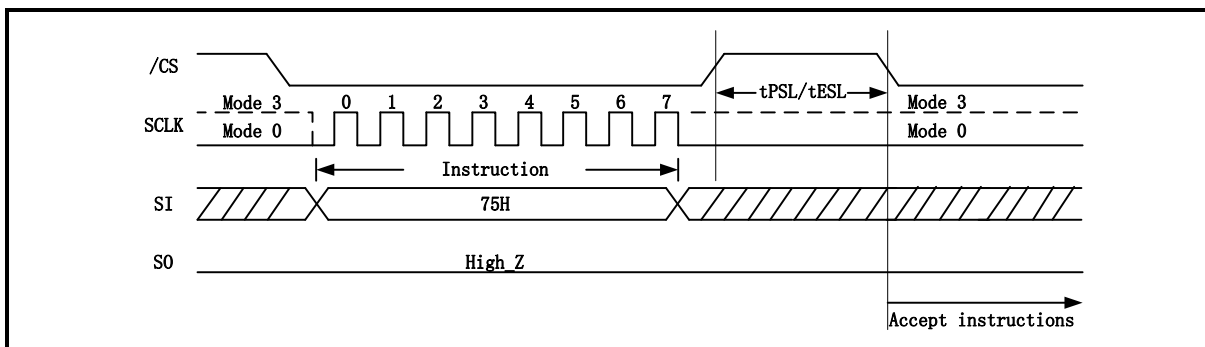 /CS
tPSL/tESL
Mode 3 0 1 2 3 4 5 6 7 Mode 3
SCLK
Mode 0 Mode 0
Instruction
SI 75H
SO High_Z
Accept instructions